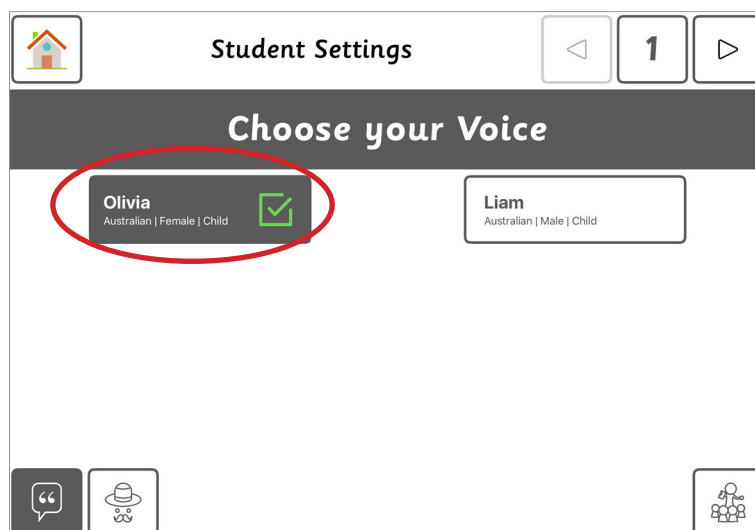 Student Settings
1
Choose your Voice
Olivia
Australian | Female | Child
Liam
Australian | Male | Child